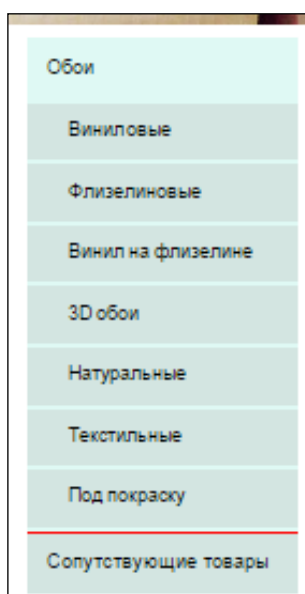 Обои
Виниловые
Флизелиновые
Винил на флизелине
3D обои
Натуральные
Текстильные
Под покраску
Сопутствующие товары